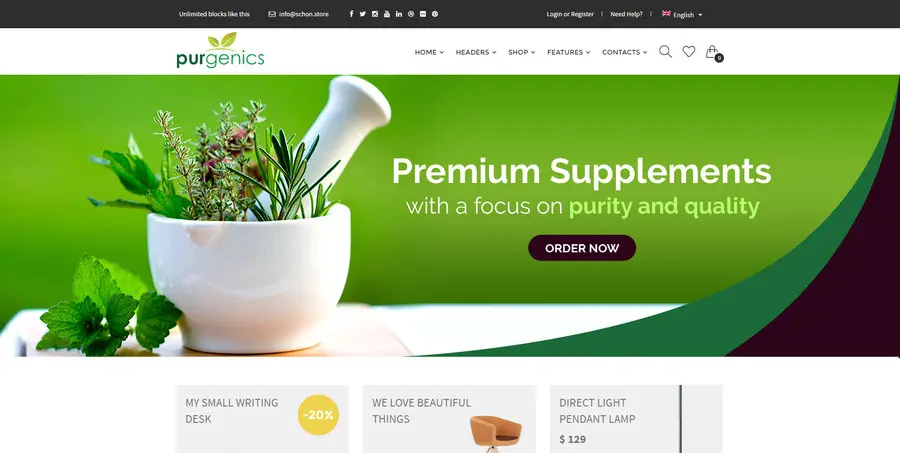 Unlimited blocks like this
info@schon.store
Login or Register
Need Help?
English
purgenics
HOME
HEADERS
SHOP
FEATURES
CONTACTS
0
Premium Supplements
with a focus on purity and quality
ORDER NOW
MY SMALL WRITING
DESK
-20%
WE LOVE BEAUTIFUL
THINGS
DIRECT LIGHT
PENDANT LAMP
$ 129